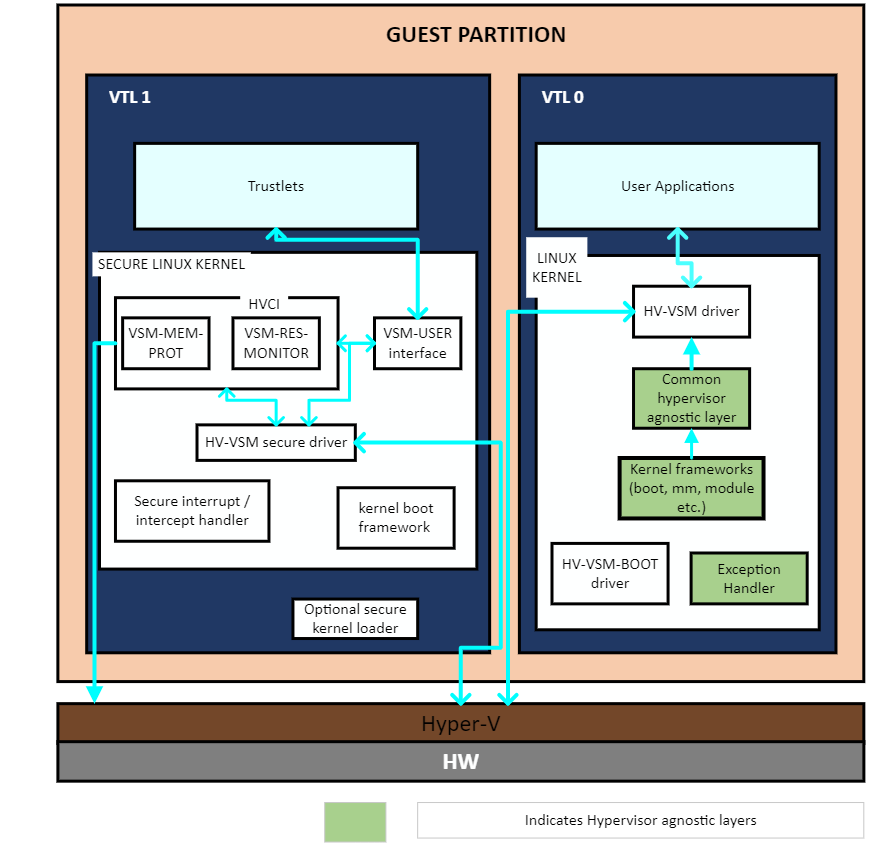 GUEST PARTITION
VTL 1
Trustlets
SECURE LINUX KERNEL
HVCI
VSM-MEM-
PROT
VSM-RES-
MONITOR
VSM-USER
interface
HV-VSM secure driver
Secure interrupt /
intercept handler
kernel boot
framework
Optional secure
kernel loader
VTL 0
User Applications
LINUX
KERNEL
HV-VSM driver
Common
hypervisor
agnostic layer
Kernel frameworks
(boot, mm, module
etc.)
HV-VSM-BOOT
driver
Exception
Handler
Hyper-V
HW
Indicates Hypervisor agnostic layers